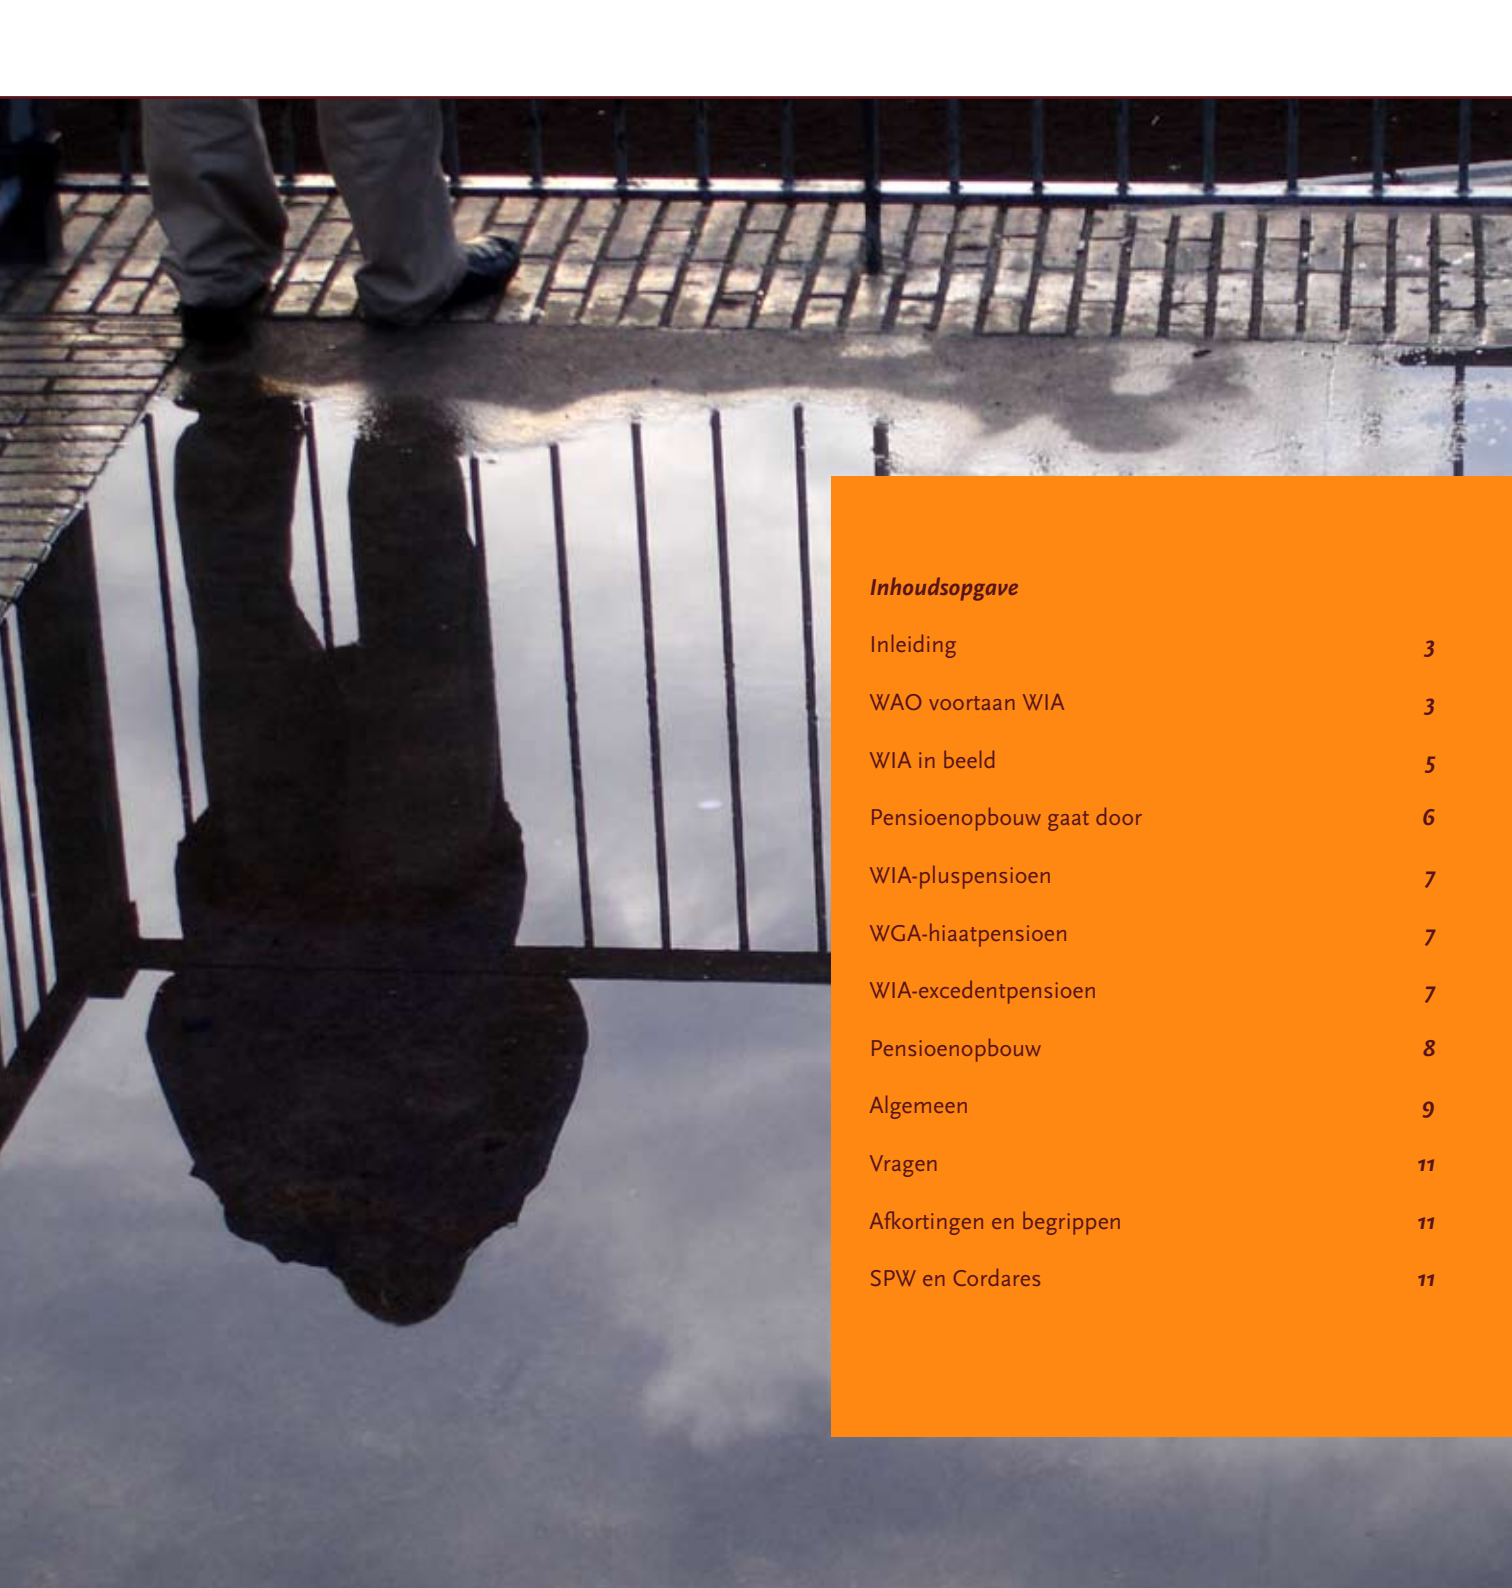 Inhoudsopgave
Inleiding 3
WAO voortaan WIA 3
WIA in beeld 5
Pensioenopbouw gaat door 6
WIA-pluspensioen 7
WGA-hiaatpensioen 7
WIA-excedentpensioen 7
Pensioenopbouw 8
Algemeen 9
Vragen 11
Afkortingen en begrippen 11
SPW en Cordares 11